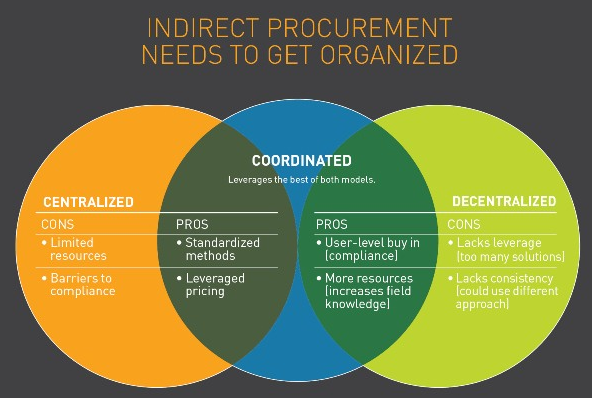 INDIRECT PROCUREMENT
NEEDS TO GET ORGANIZED
COORDINATED
Leverages the best of both models.
CENTRALIZED
CONS
• Limited
resources
• Barriers to
compliance
PROS
• Standardized
methods
• Leveraged
pricing
DECENTRALIZED
PROS
• User-level buy in
(compliance)
• More resources
(increases field
knowledge)
CONS
• Lacks leverage
(too many solutions)
• Lacks consistency
(could use different
approach)